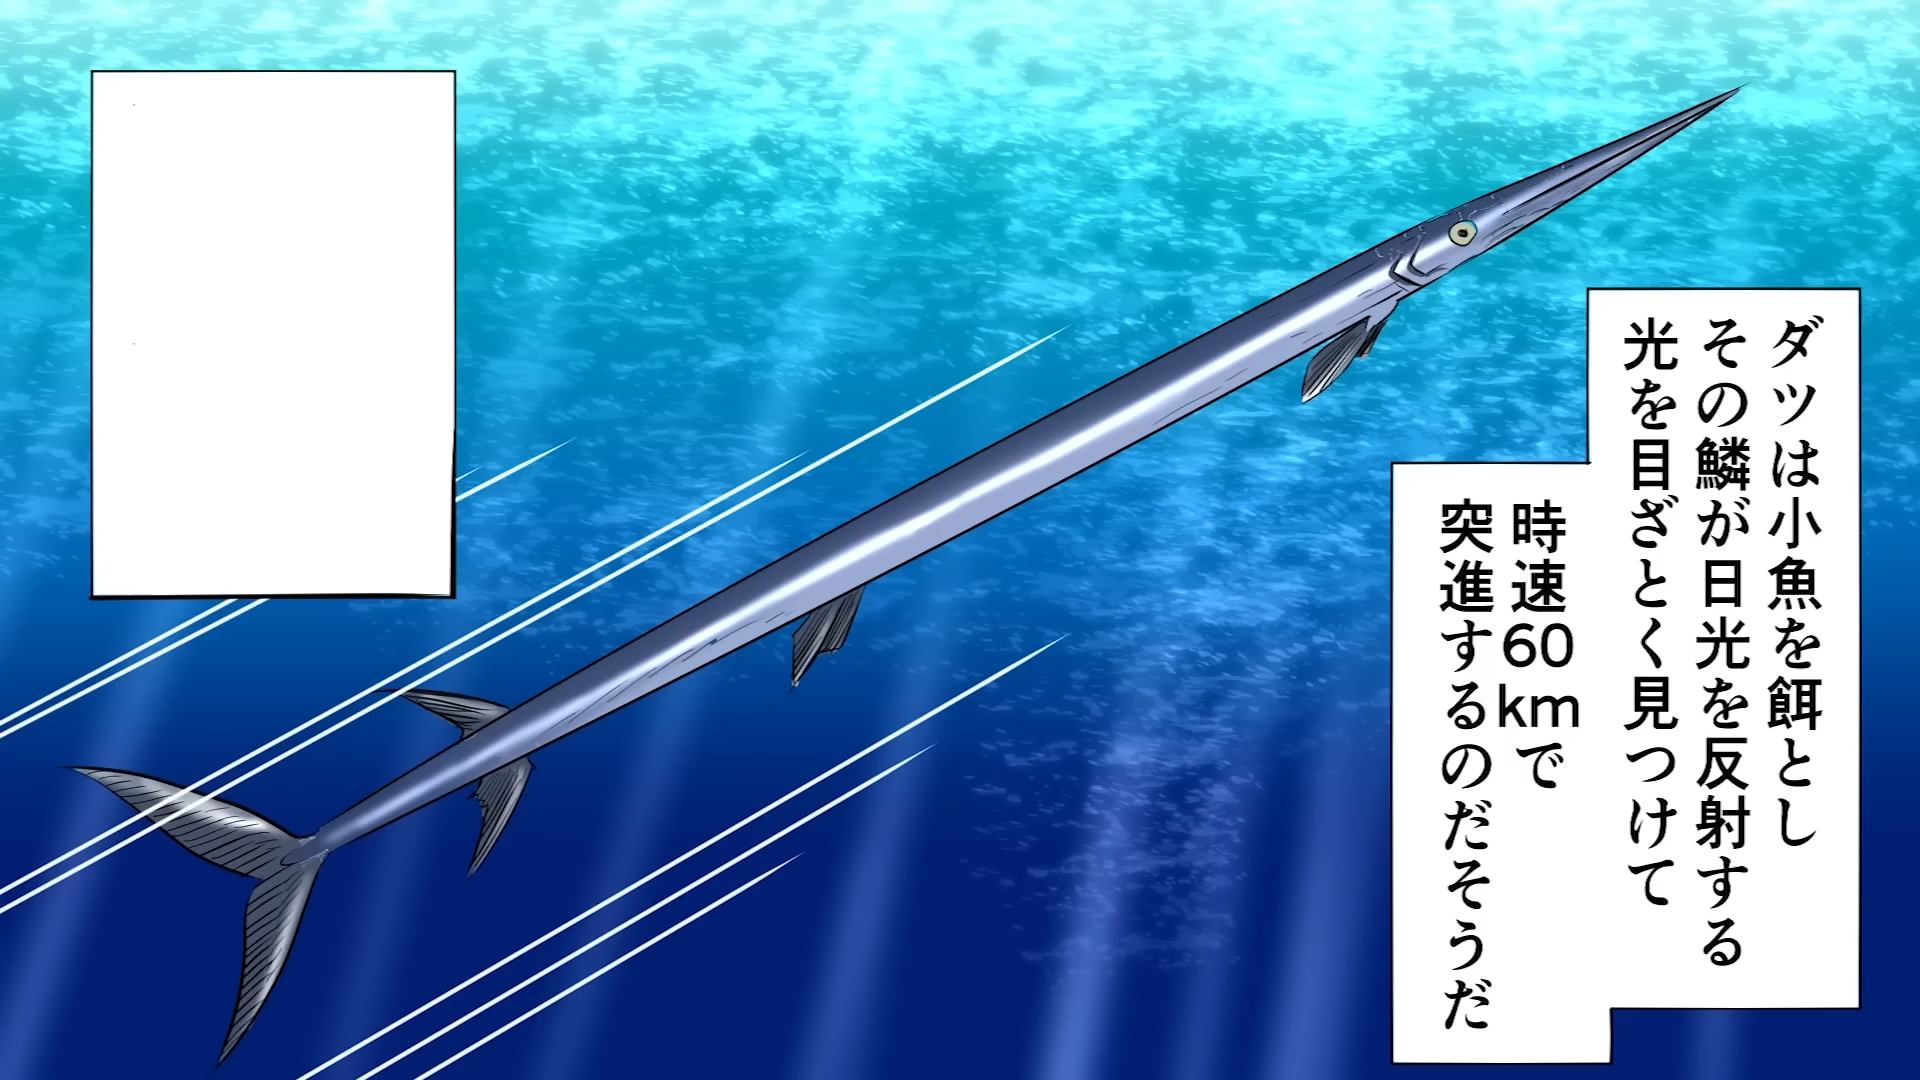 ダツは小魚を餌とし
その鱗が日光を反射する
光を目ざとく見つけて
時速60kmで
突進するのだそうだ